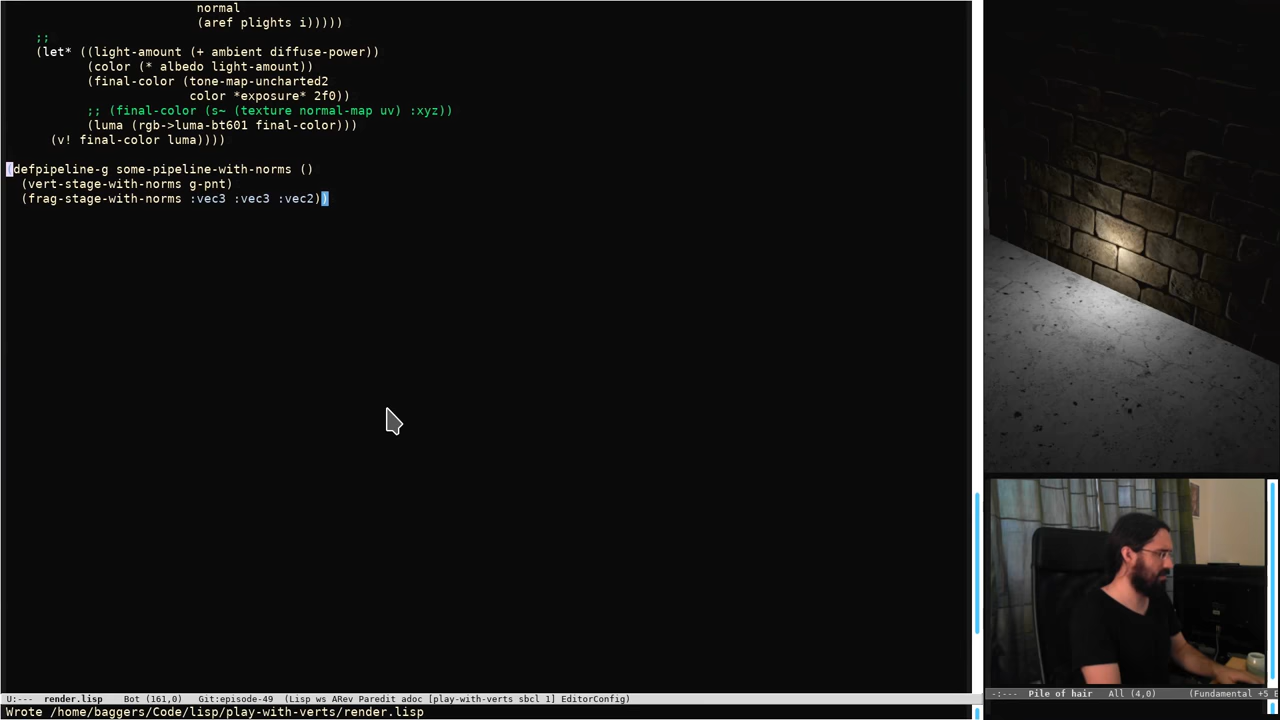 normal
(aref plights i)))))
;;
(let* ((light-amount (+ ambient diffuse-power))
(color (* albedo light-amount))
(final-color (tone-map-uncharted2
color *exposure* 2f0))
;; (final-color (s~ (texture normal-map uv) :xyz))
(luma (rgb->luma-bt601 final-color)))
(v! final-color luma))))
(defpipeline-g some-pipeline-with-norms ()
(vert-stage-with-norms g-pnt)
(frag-stage-with-norms :vec3 :vec3 :vec2))
U:--- render.lisp Bot (161,0) Git:episode-49 (Lisp ws ARev Paredit adoc [play-with-verts sbcl 1] EditorConfig)
-:--- Pile of hair All (4,0) (Fundamental +5 E
Wrote /home/baggers/Code/lisp/play-with-verts/render.lisp